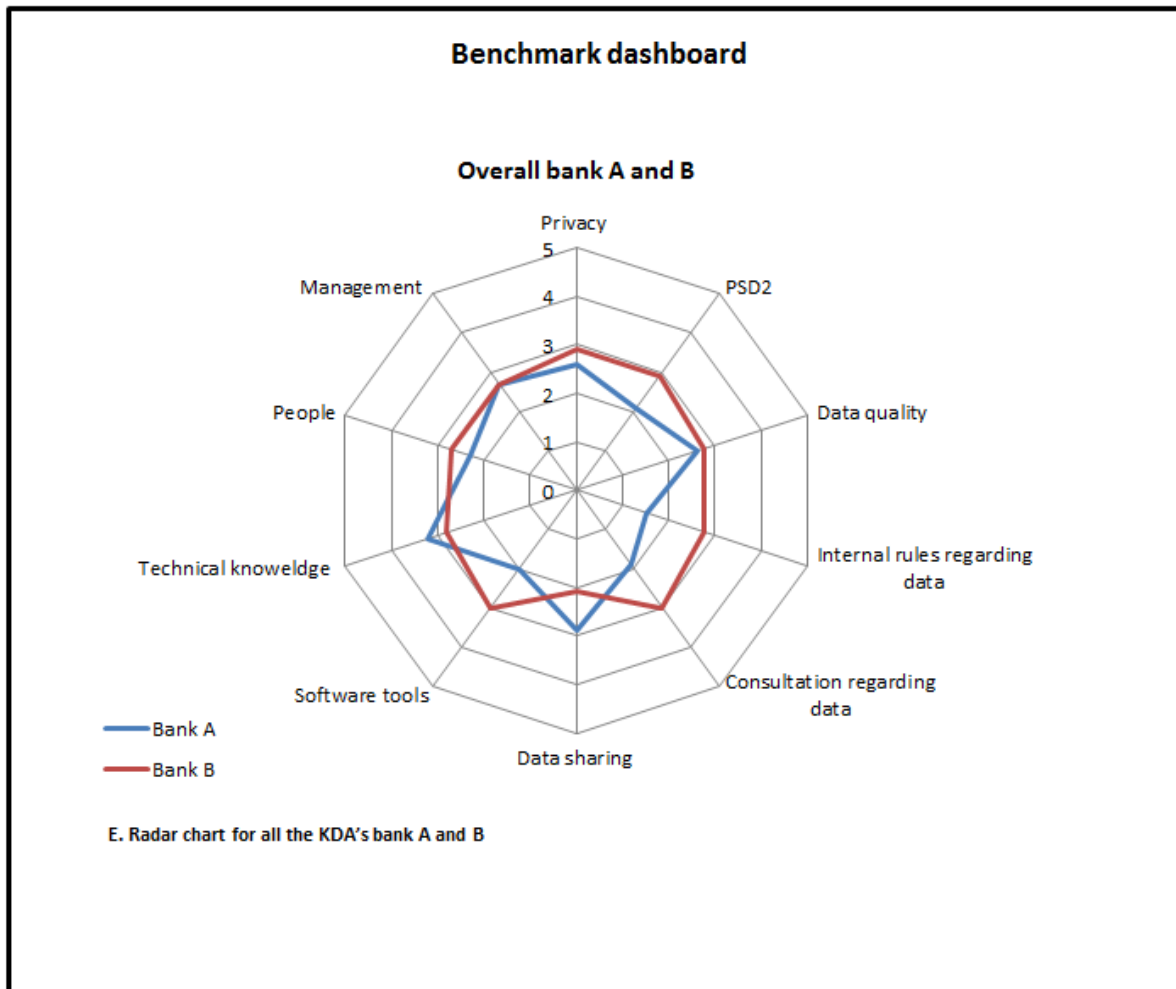 Benchmark dashboard
Overall bank A and B
Privacy
5
4
3
2
1
0
PSD2
Data quality
Internal rules regarding
data
Consultation regarding
data
Data sharing
Software tools
Technical knoweldge
People
Management
Bank A
Bank B
E. Radar chart for all the KDA's bank A and B